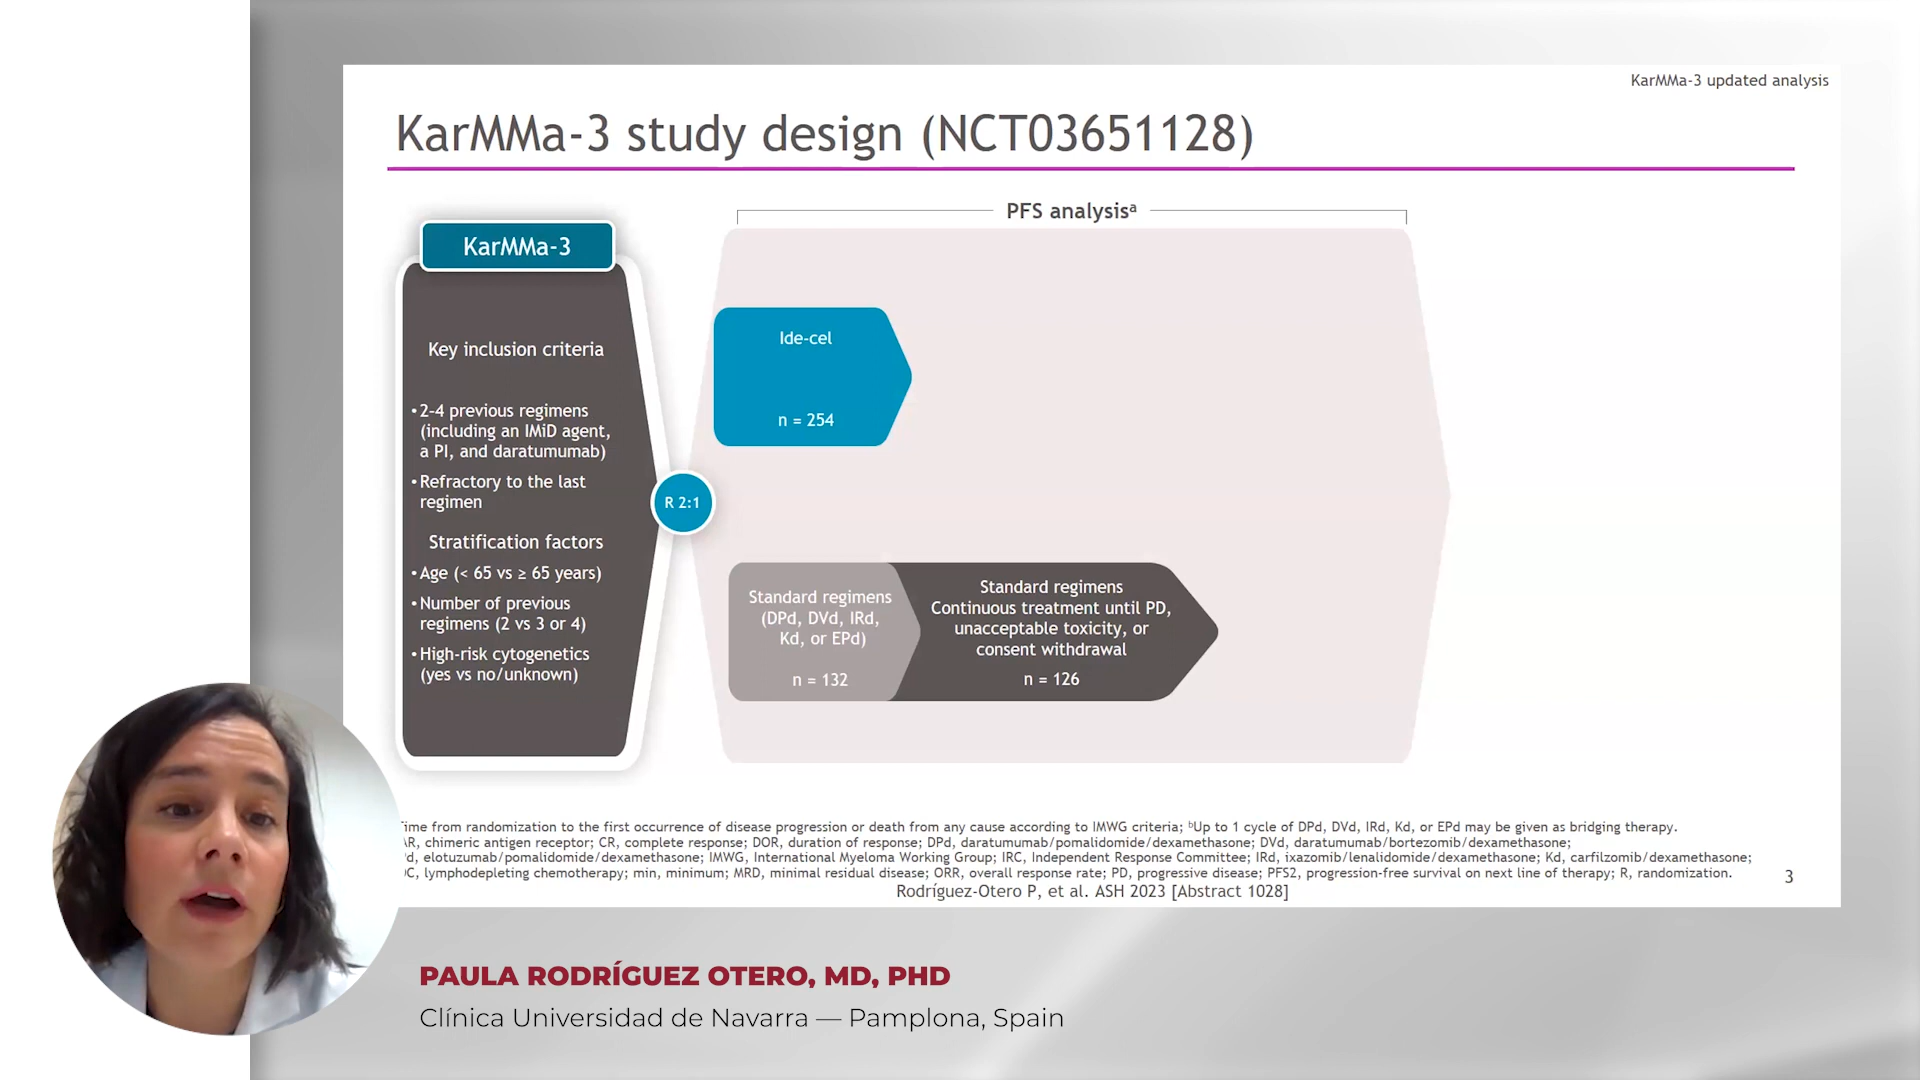 KarMMa-3 updated analysis
KarMMa-3 study design (NCT03651128)
PFS analysisᵃ
KarMMa-3
Key inclusion criteria
•2-4 previous regimens
(including an IMiD agent,
a PI, and daratumumab)
•Refractory to the last
regimen
Stratification factors
•Age (< 65 vs ≥ 65 years)
•Number of previous
regimens (2 vs 3 or 4)
•High-risk cytogenetics
(yes vs no/unknown)
R 2:1
Ide-cel
n = 254
Standard regimens
(DPd, DVd, IRd,
Kd, or EPd)
n = 132
Standard regimens
Continuous treatment until PD,
unacceptable toxicity, or
consent withdrawal
n = 126
from randomization to the first occurrence of disease progression or death from any cause according to IMWG criteria; ᵇUp to 1 cycle of DPd, DVd, IRd, Kd, or EPd may be given as bridging therapy.
chimeric antigen receptor; CR, complete response; DOR, duration of response; DPd, daratumumab/pomalidomide/dexamethasone; DVd, daratumumab/bortezomib/dexamethasone;
elotuzumab/pomalidomide/dexamethasone; IMWG, International Myeloma Working Group; IRC, Independent Response Committee; IRd, ixazomib/lenalidomide/dexamethasone; Kd, carfilzomib/dexamethasone;
lymphodepleting chemotherapy; min, minimum; MRD, minimal residual disease; ORR, overall response rate; PD, progressive disease; PFS2, progression-free survival on next line of therapy; R, randomization.
3
Rodríguez-Otero P, et al. ASH 2023 [Abstract 1028]
PAULA RODRÍGUEZ OTERO, MD, PHD
Clínica Universidad de Navarra — Pamplona, Spain